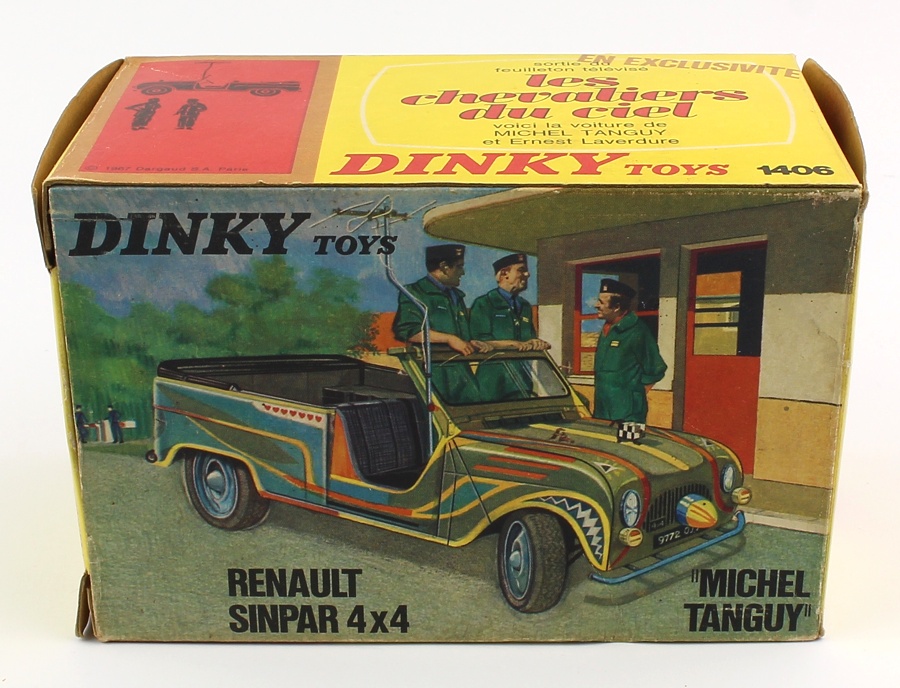 EN EXCLUSIVITE
sortie du
feuilleton télévisé
les
chevaliers
du ciel
voici la voiture de
MICHEL TANGUY
et Ernest Laverdure
© 1967 Dargaud S.A. Paris
DINKY TOYS 1406
DINKY TOYS
9772
RENAULT
SINPAR 4x4
"MICHEL
TANGUY"